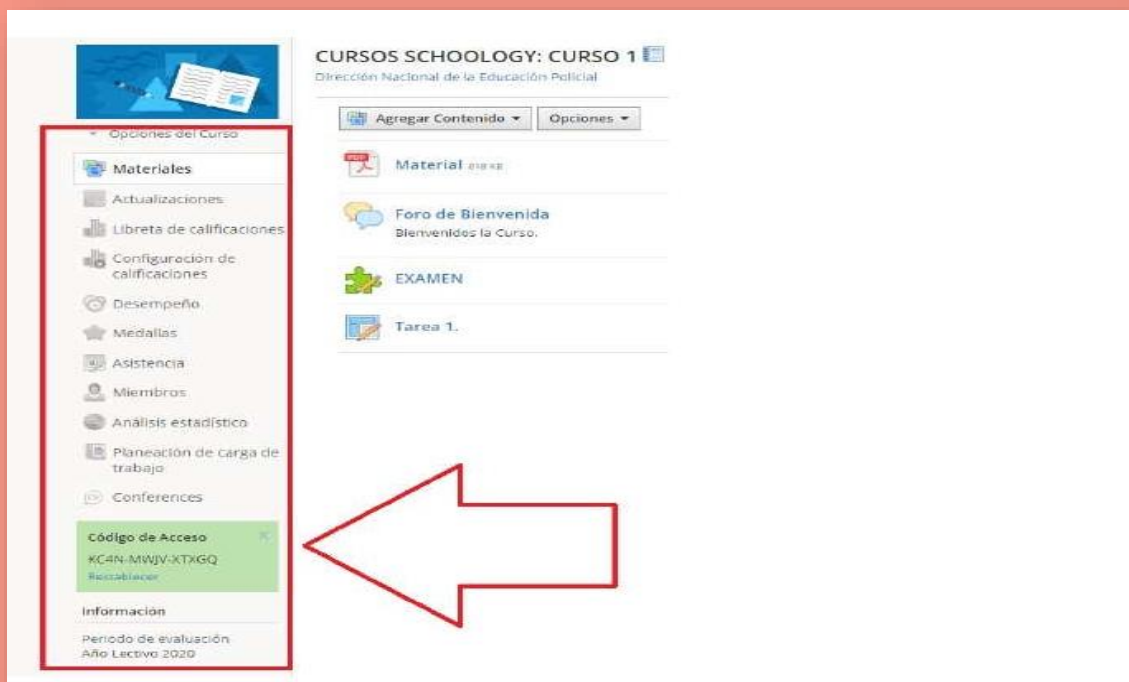 Opciones del Curso
Materiales
Actualizaciones
Libreta de calificaciones
Configuración de
calificaciones
Desempeño
Medallas
Asistencia
Miembros
Análisis estadístico
Planeación de carga de
trabajo
Conferences
Código de Acceso
KC4N-MWJV-XTXGQ
Restablecer
Información
Periodo de evaluación
Año Lectivo 2020
CURSOS SCHOOLOGY: CURSO 1
Dirección Nacional de la Educación Policial
Agregar Contenido Opciones
PDF
Material
Foro de Bienvenida
Bienvenidos la Curso.
EXAMEN
Tarea 1.